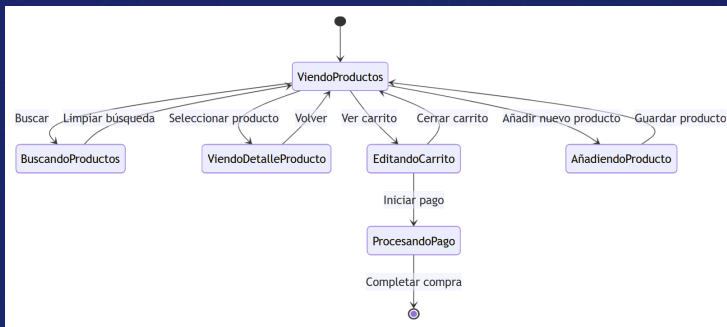 ViendoProductos
Buscar
Limpiar búsqueda
Seleccionar producto
Volver
Ver carrito
Cerrar carrito
Añadir nuevo producto
Guardar producto
BuscandoProductos
ViendoDetalleProducto
EditandoCarrito
AñadiendoProducto
Iniciar pago
ProcesandoPago
Completar compra